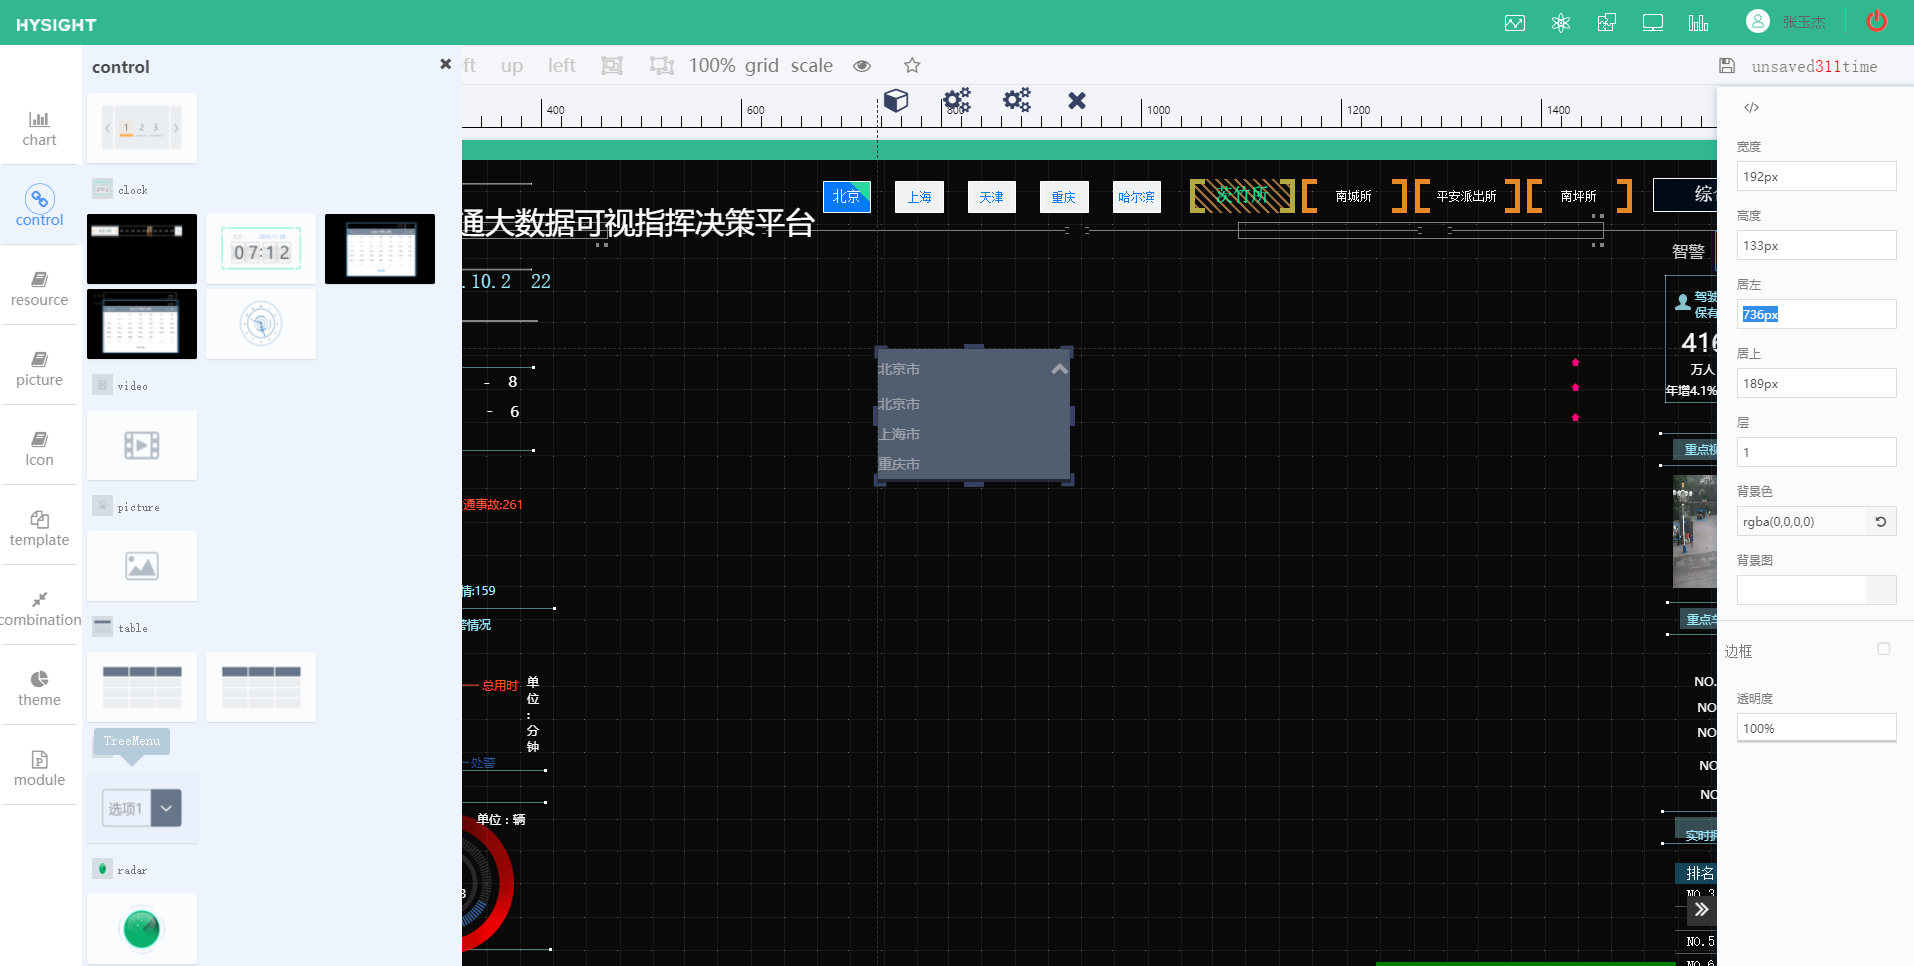 HYSIGHT
张玉杰
control
ft
up
left
100%
grid
scale
unsaved311time
400
600
800
1000
1200
1400
chart
control
resource
picture
Icon
template
combination
theme
module
1 2 3
clock
07:12
video
picture
table
TreeMenu
选项1
radar
北京
上海
天津
重庆
哈尔滨
茨竹所
南城所
平安派出所
南坪所
综合
通大数据可视指挥决策平台
.10.2 22
- 8
- 6
通事故:261
情:159
警情况
总用时
单位:分钟
处警
单位：辆
3
北京市
北京市
上海市
重庆市
智警
驾驶
保有
416
万人
年增4.1%
重点视
重点车
NO.
NO
NO
NO
NO
实时拥
排名
NO.3
NO.5
NO.6
</>
宽度
192px
高度
133px
居左
736px
居上
189px
层
1
背景色
rgba(0,0,0,0)
背景图
边框
透明度
100%